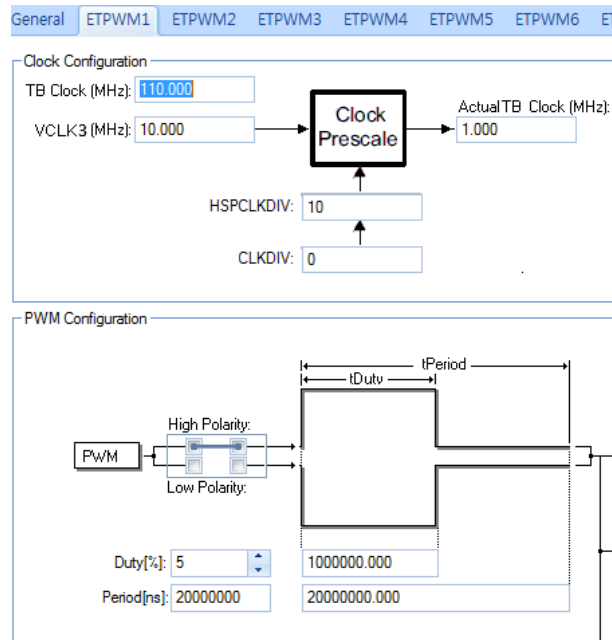 General ETPWM1 ETPWM2 ETPWM3 ETPWM4 ETPWM5 ETPWM6
Clock Configuration
TB Clock (MHz): 110.000
VCLK3 (MHz): 10.000
Clock
Prescale
ActualTB Clock (MHz):
1.000
HSPCLKDIV: 10
CLKDIV: 0
PWM Configuration
tPeriod
tDuty
High Polarity:
PWM
Low Polarity:
Duty[%]: 5 1000000.000
Period[ns]: 20000000 20000000.000